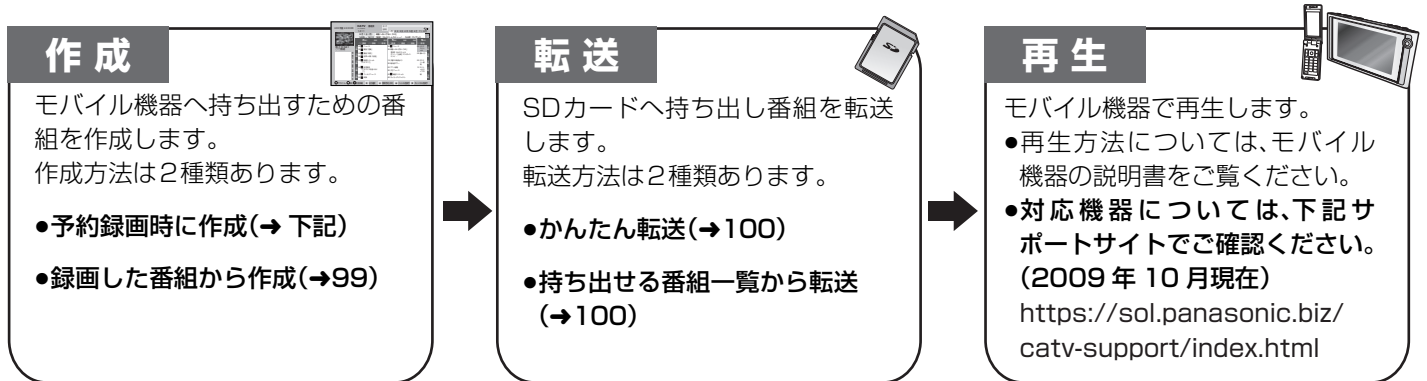 作成
モバイル機器へ持ち出すための番
組を作成します。
作成方法は2種類あります。
●予約録画時に作成(➜ 下記)
●録画した番組から作成(➜99)
転送
SDカードへ持ち出し番組を転送
します。
転送方法は2種類あります。
●かんたん転送(➜100)
●持ち出せる番組一覧から転送
(➜100)
再生
モバイル機器で再生します。
●再生方法については、モバイル
機器の説明書をご覧ください。
●対応機器については、下記サ
ポートサイトでご確認ください。
(2009 年 10 月現在)
https://sol.panasonic.biz/
catv-support/index.html